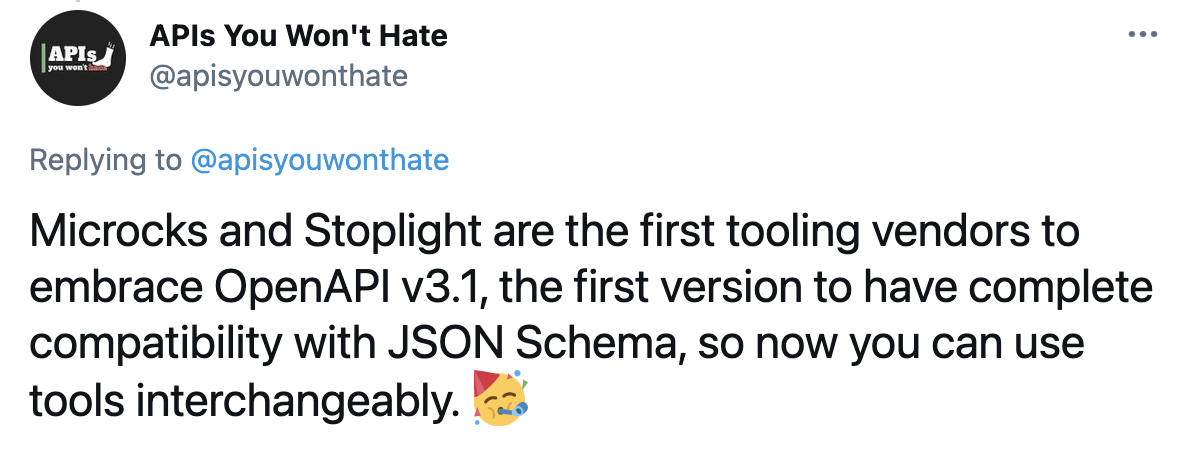 APIs
you won't hate
APIs You Won't Hate
@apisyouwonthate
Replying to @apisyouwonthate
Microcks and Stoplight are the first tooling vendors to
embrace OpenAPI v3.1, the first version to have complete
compatibility with JSON Schema, so now you can use
tools interchangeably. 🥳